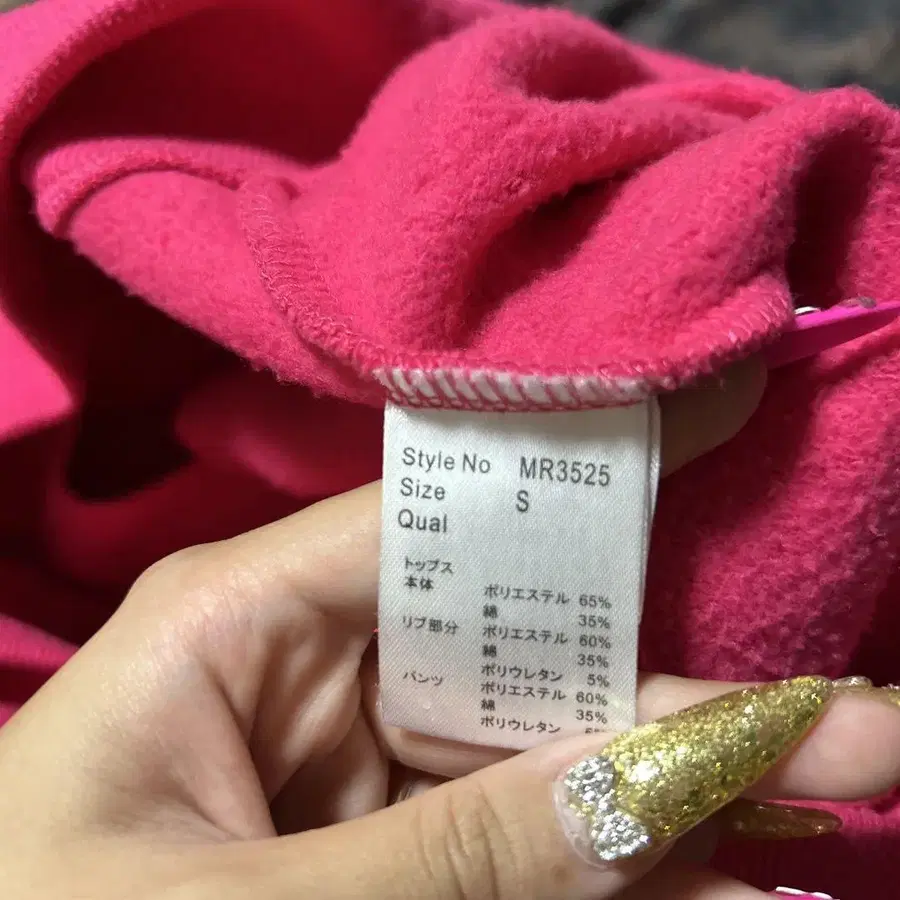 Style No MR3525
Size S
Qual
トップス
本体 ポリエステル 65%
綿 35%
リブ部分 ポリエステル 60%
綿 35%
ポリウレタン 5%
パンツ ポリエステル 60%
綿 35%
ポリウレタン